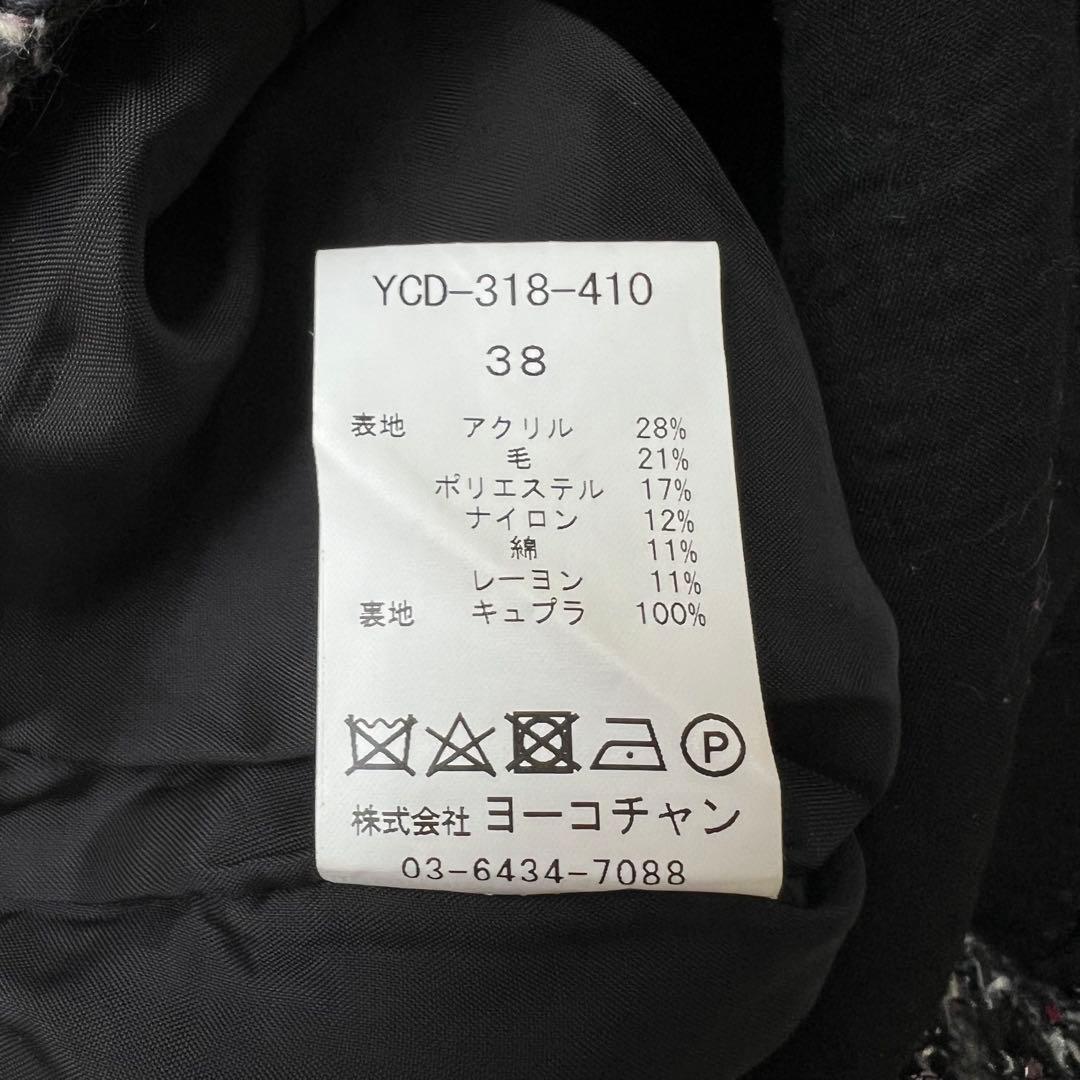 YCD-318-410
38
表地 アクリル 28%
毛 21%
ポリエステル 17%
ナイロン 12%
綿 11%
レーヨン 11%
裏地 キュプラ 100%
P
株式会社 ヨーコチャン
03-6434-7088